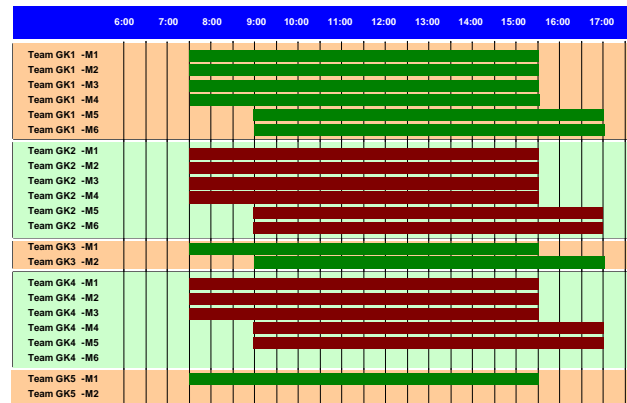 6:00 7:00 8:00 9:00 10:00 11:00 12:00 13:00 14:00 15:00 16:00 17:00
Team GK1 -M1
Team GK1 -M2
Team GK1 -M3
Team GK1 -M4
Team GK1 -M5
Team GK1 -M6
Team GK2 -M1
Team GK2 -M2
Team GK2 -M3
Team GK2 -M4
Team GK2 -M5
Team GK2 -M6
Team GK3 -M1
Team GK3 -M2
Team GK4 -M1
Team GK4 -M2
Team GK4 -M3
Team GK4 -M4
Team GK4 -M5
Team GK4 -M6
Team GK5 -M1
Team GK5 -M2